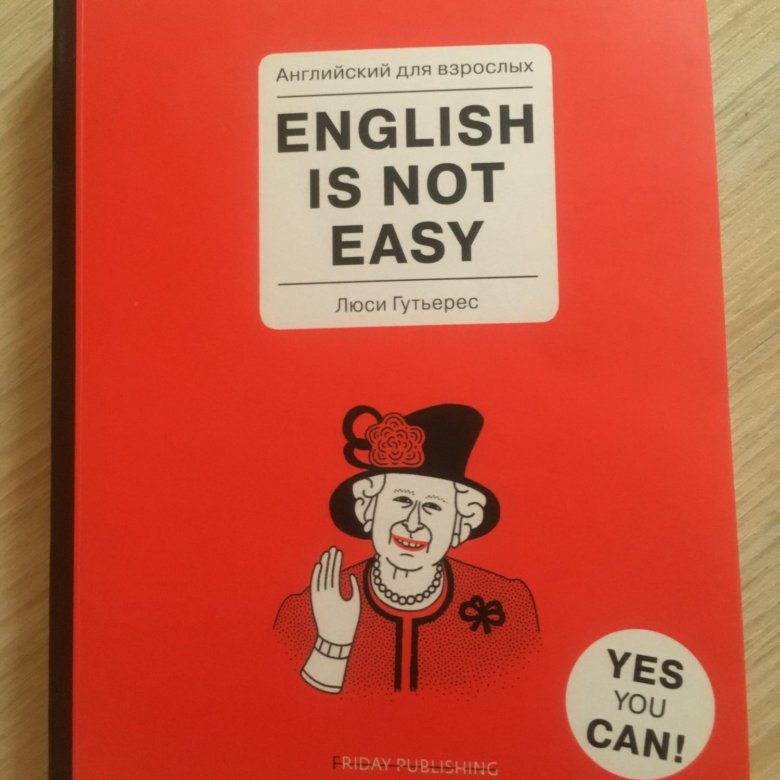 Английский для взрослых
ENGLISH
IS NOT
EASY
Люси Гутьерес
YES
YOU
CAN!
FRIDAY PUBLISHING